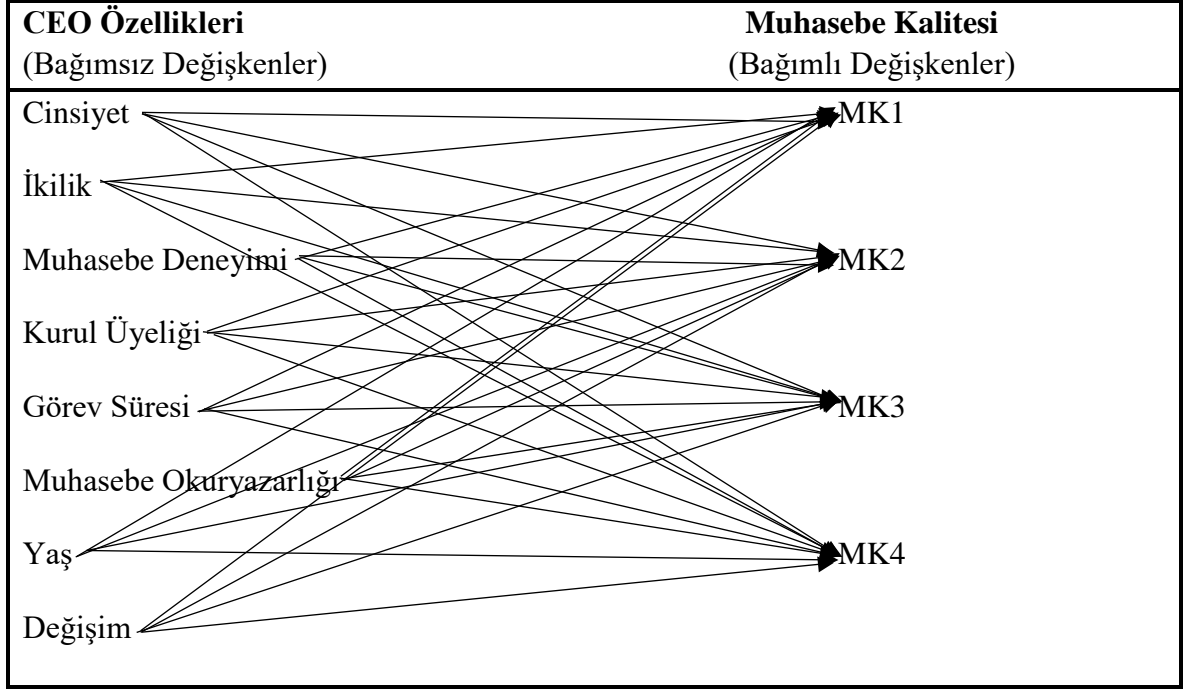 CEO Özellikleri Muhasebe Kalitesi
(Bağımsız Değişkenler) (Bağımlı Değişkenler)
Cinsiyet MK1
İkilik
Muhasebe Deneyimi MK2
Kurul Üyeliği
Görev Süresi MK3
Muhasebe Okuryazarlığı
Yaş MK4
Değişim